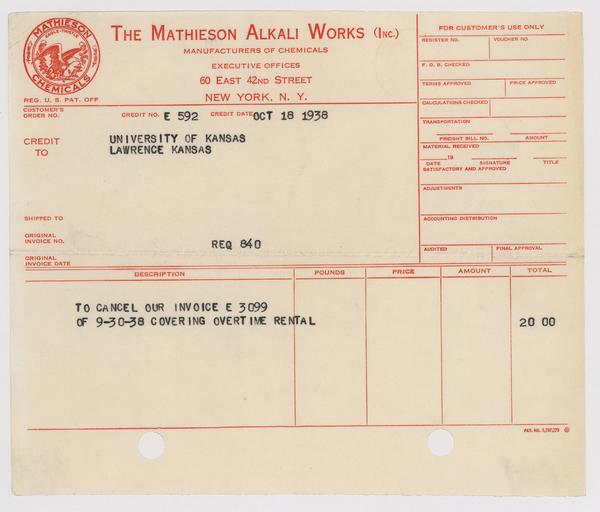 MATHIESON
EAGLE-THISTLE
CHEMICALS
REG. U. S. PAT. OFF.
THE MATHIESON ALKALI WORKS (INC.)
MANUFACTURERS OF CHEMICALS
EXECUTIVE OFFICES
60 EAST 42ND STREET
NEW YORK, N. Y.
CUSTOMER'S
ORDER NO.
CREDIT NO. E 592 CREDIT DATE OCT 18 1938
CREDIT
TO
UNIVERSITY OF KANSAS
LAWRENCE KANSAS
SHIPPED TO
ORIGINAL
INVOICE NO.
REQ 840
ORIGINAL
INVOICE DATE
FOR CUSTOMER'S USE ONLY
REGISTER NO. VOUCHER NO.
F. O. B. CHECKED
TERMS APPROVED PRICE APPROVED
CALCULATIONS CHECKED
TRANSPORTATION
FREIGHT BILL NO. AMOUNT
MATERIAL RECEIVED
19
DATE SIGNATURE TITLE
SATISFACTORY AND APPROVED
ADJUSTMENTS
ACCOUNTING DISTRIBUTION
AUDITED FINAL APPROVAL
DESCRIPTION POUNDS PRICE AMOUNT TOTAL
TO CANCEL OUR INVOICE E 3099
OF 9-30-38 COVERING OVERTIME RENTAL 20 00
PAT. NO.